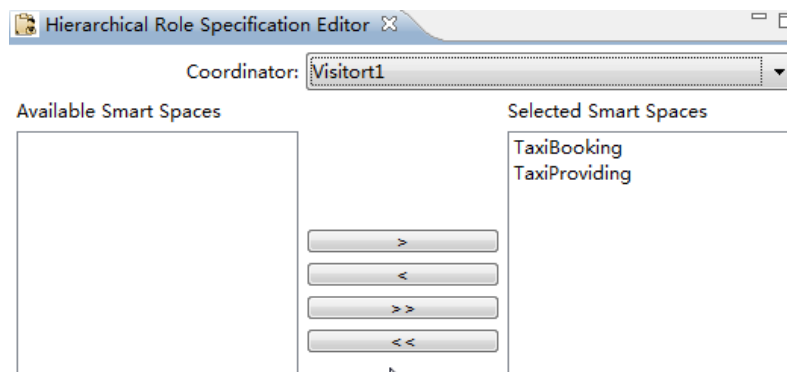 Hierarchical Role Specification Editor
Coordinator: Visitort1
Available Smart Spaces
Selected Smart Spaces
TaxiBooking
TaxiProviding
>
<
>>
<<